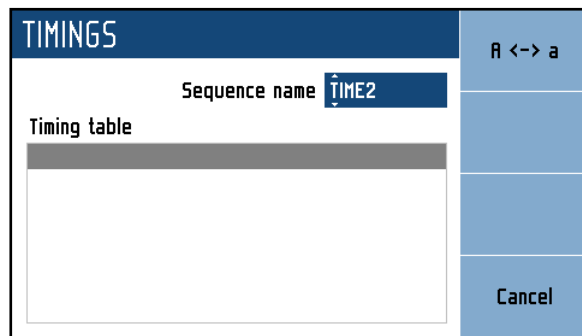 TIMINGS
A <-> a
Sequence name TIME2
Timing table
Cancel